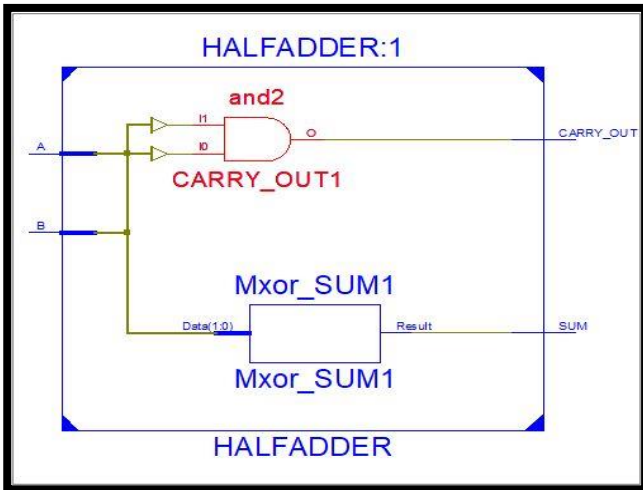 HALFADDER:1
and2
I1
O
CARRY_OUT
A
I0
CARRY_OUT1
B
Mxor_SUM1
Data(1:0)
Result
SUM
Mxor_SUM1
HALFADDER